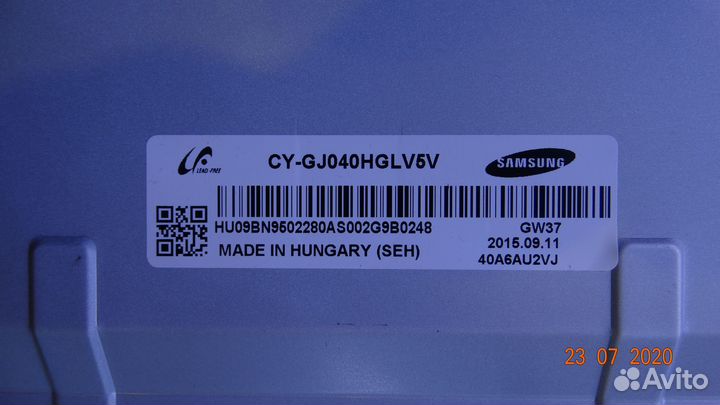 LEAD-FREE
CY-GJ040HGLV5V
SAMSUNG
HU09BN9502280AS002G9B0248
GW37
2015.09.11
MADE IN HUNGARY (SEH)
40A6AU2VJ
23 07 2020
Avito